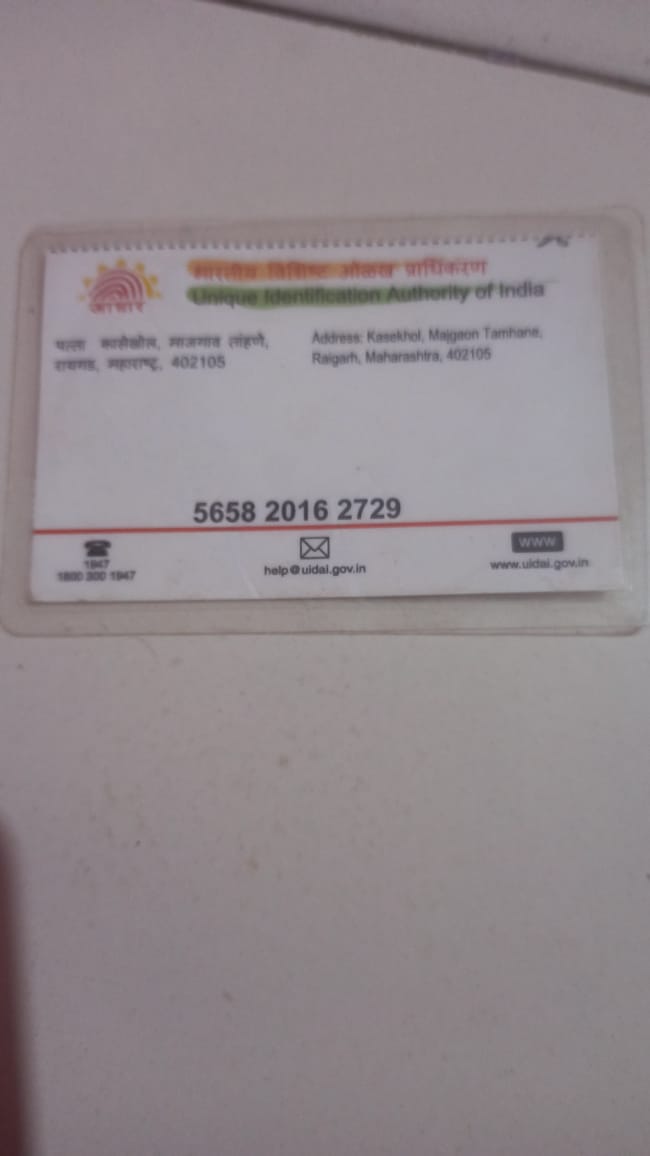 आधार
भारतीय विशिष्ट ओळख प्राधिकरण
Unique Identification Authority of India
पत्ता कासेखोल, माजगाव तांहणे,
रायगड, महाराष्ट्र, 402105
Address: Kasekhol, Majgaon Tamhane,
Raigarh, Maharashtra, 402105
5658 2016 2729
1947
1800 300 1947
help@uidai.gov.in
www
www.uidai.gov.in